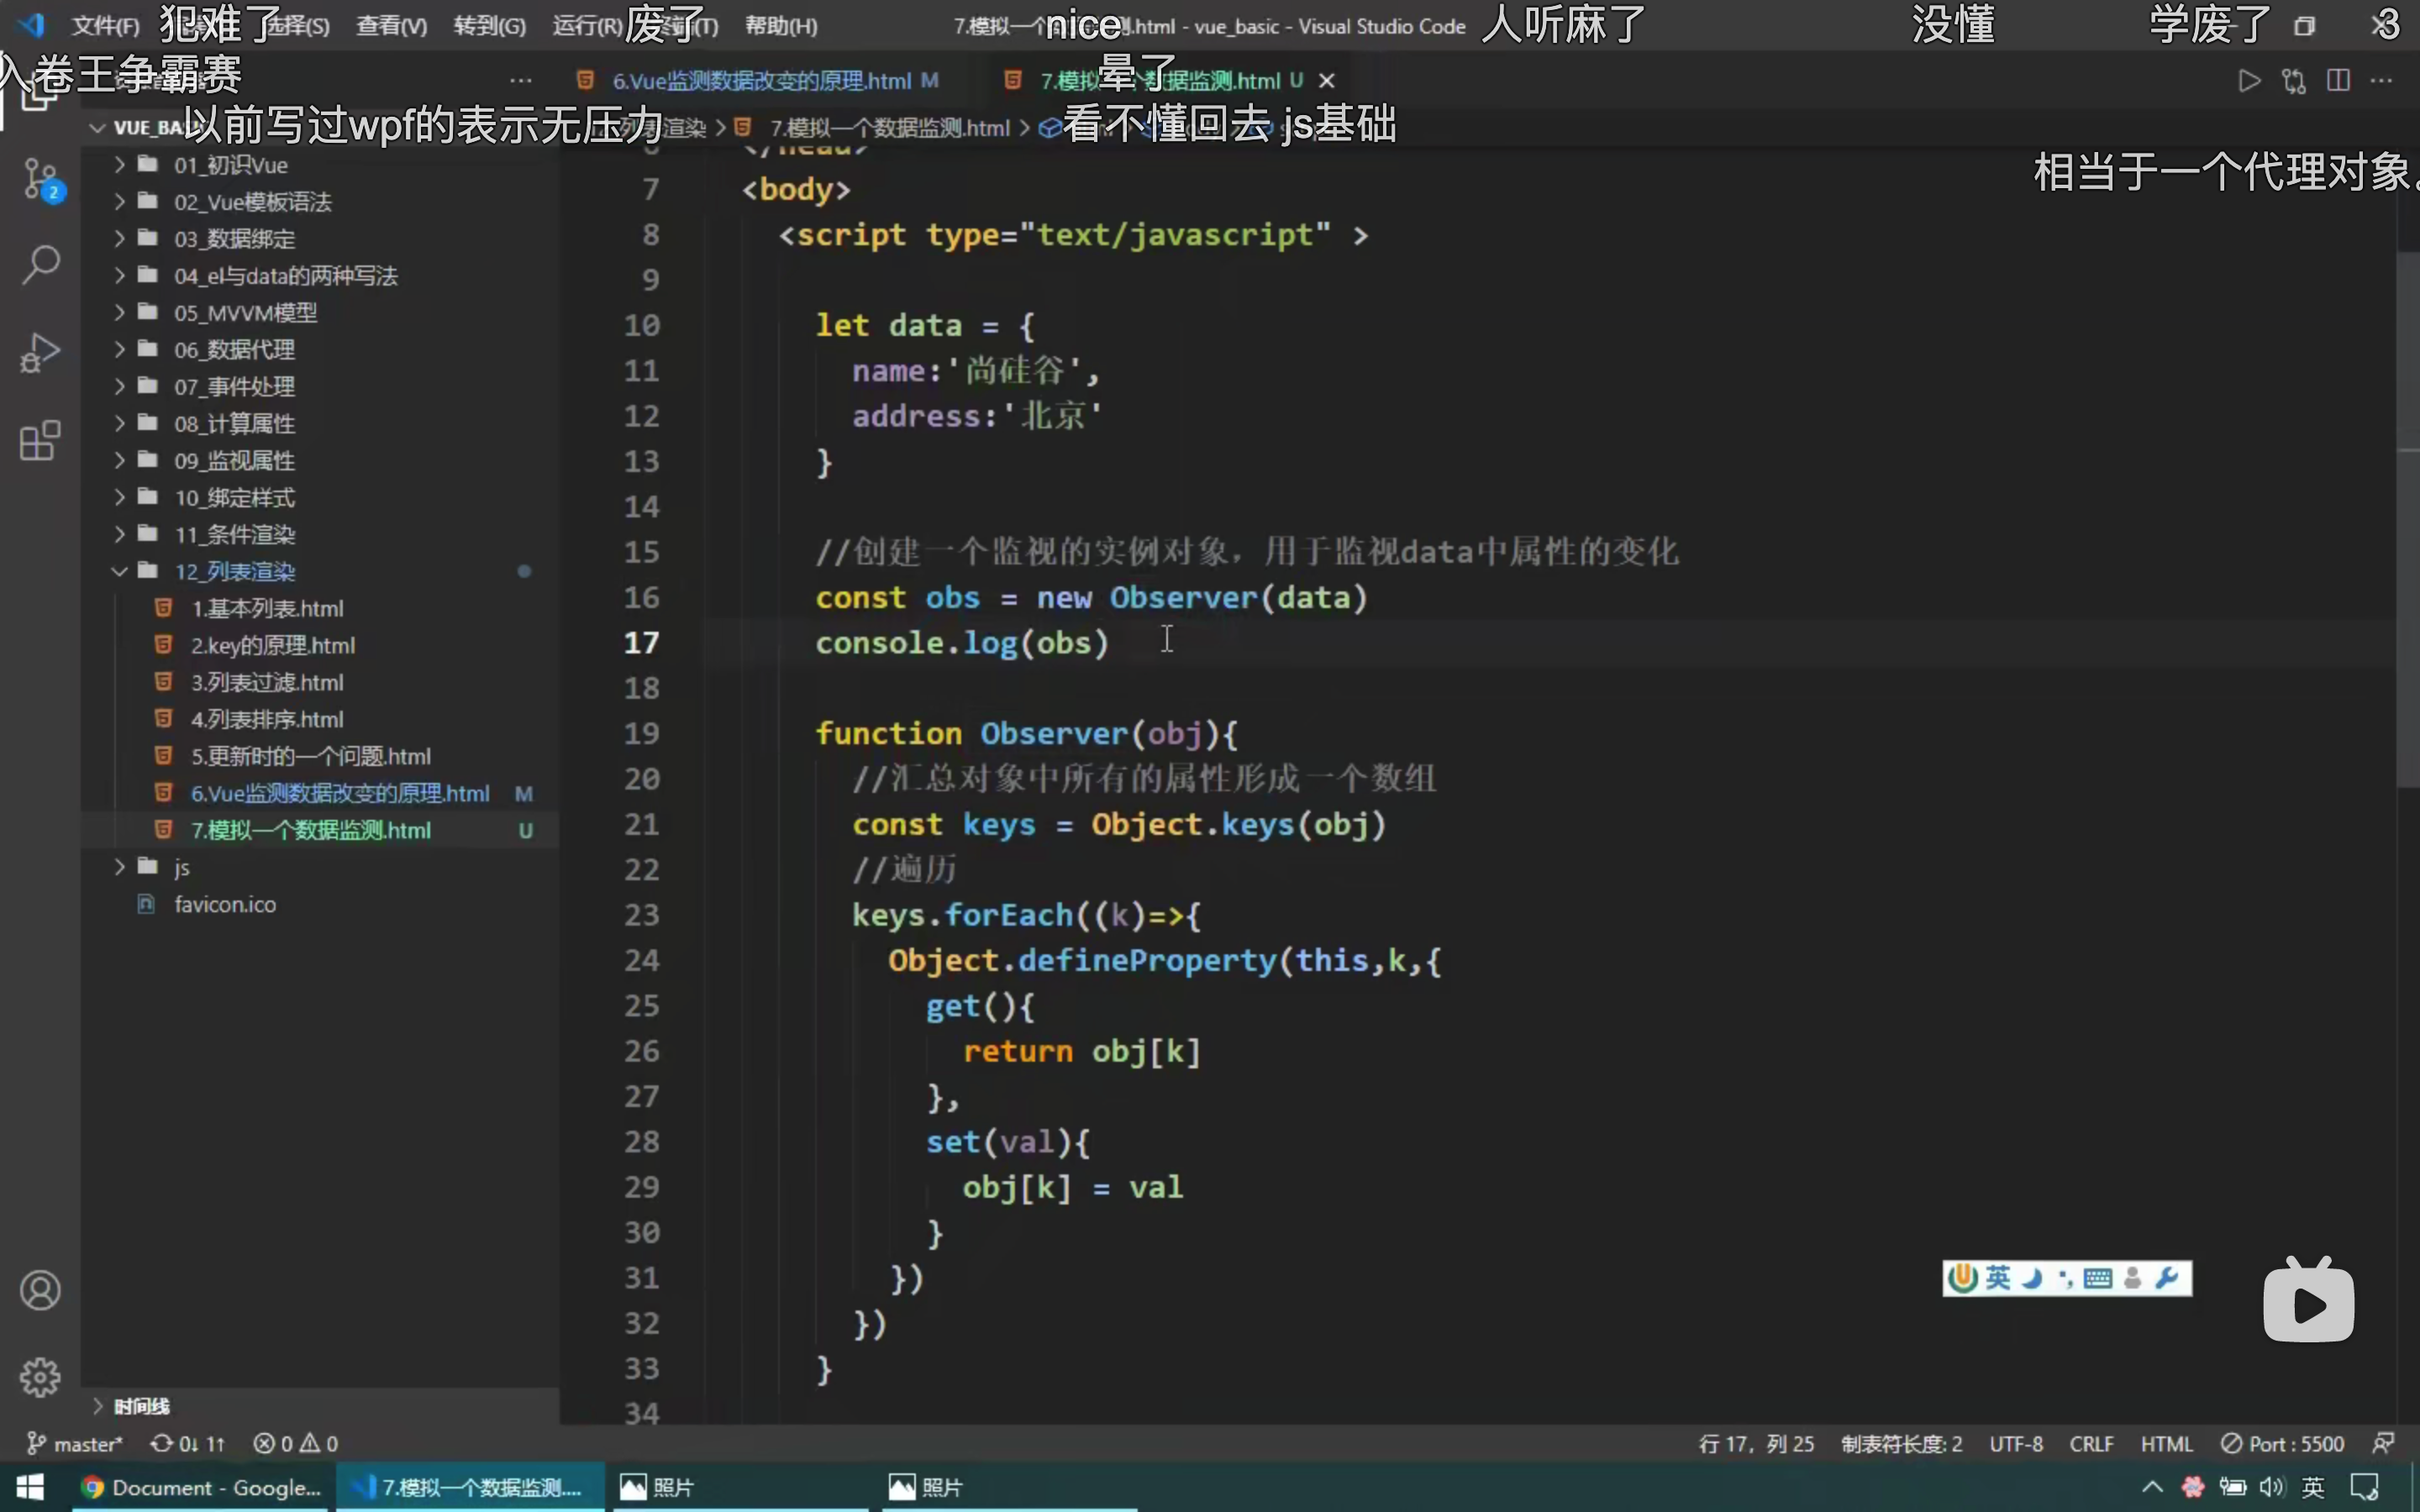 文件(F) 选择(S) 查看(V) 转到(G) 运行(R) 终端(T) 帮助(H) 7.模拟一个数据监测.html - vue_basic - Visual Studio Code
犯难了 废了 nice 人听麻了 没懂 学废了 3
卷王争霸赛 晕了
以前写过wpf的表示无压力 看不懂回去 js基础
相当于一个代理对象
6.Vue监测数据改变的原理.html M 7.模拟一个数据监测.html U
列表渲染 > 7.模拟一个数据监测.html >
01_初识Vue
02_Vue模板语法
03_数据绑定
04_el与data的两种写法
05_MVVM模型
06_数据代理
07_事件处理
08_计算属性
09_监视属性
10_绑定样式
11_条件渲染
12_列表渲染
1.基本列表.html
2.key的原理.html
3.列表过滤.html
4.列表排序.html
5.更新时的一个问题.html
6.Vue监测数据改变的原理.html M
7.模拟一个数据监测.html U
js
favicon.ico
时间线
2
7 <body>
8 <script type="text/javascript" >
9
10 let data = {
11 name:'尚硅谷',
12 address:'北京'
13 }
14
15 //创建一个监视的实例对象，用于监视data中属性的变化
16 const obs = new Observer(data)
17 console.log(obs)
18
19 function Observer(obj){
20 //汇总对象中所有的属性形成一个数组
21 const keys = Object.keys(obj)
22 //遍历
23 keys.forEach((k)=>{
24 Object.defineProperty(this,k,{
25 get(){
26 return obj[k]
27 },
28 set(val){
29 obj[k] = val
30 }
31 })
32 })
33 }
34
英
master* 0↓ 1↑ 0 0 行 17，列 25 制表符长度: 2 UTF-8 CRLF HTML Port : 5500
Document - Google... 7.模拟一个数据监测.... 照片 照片 英